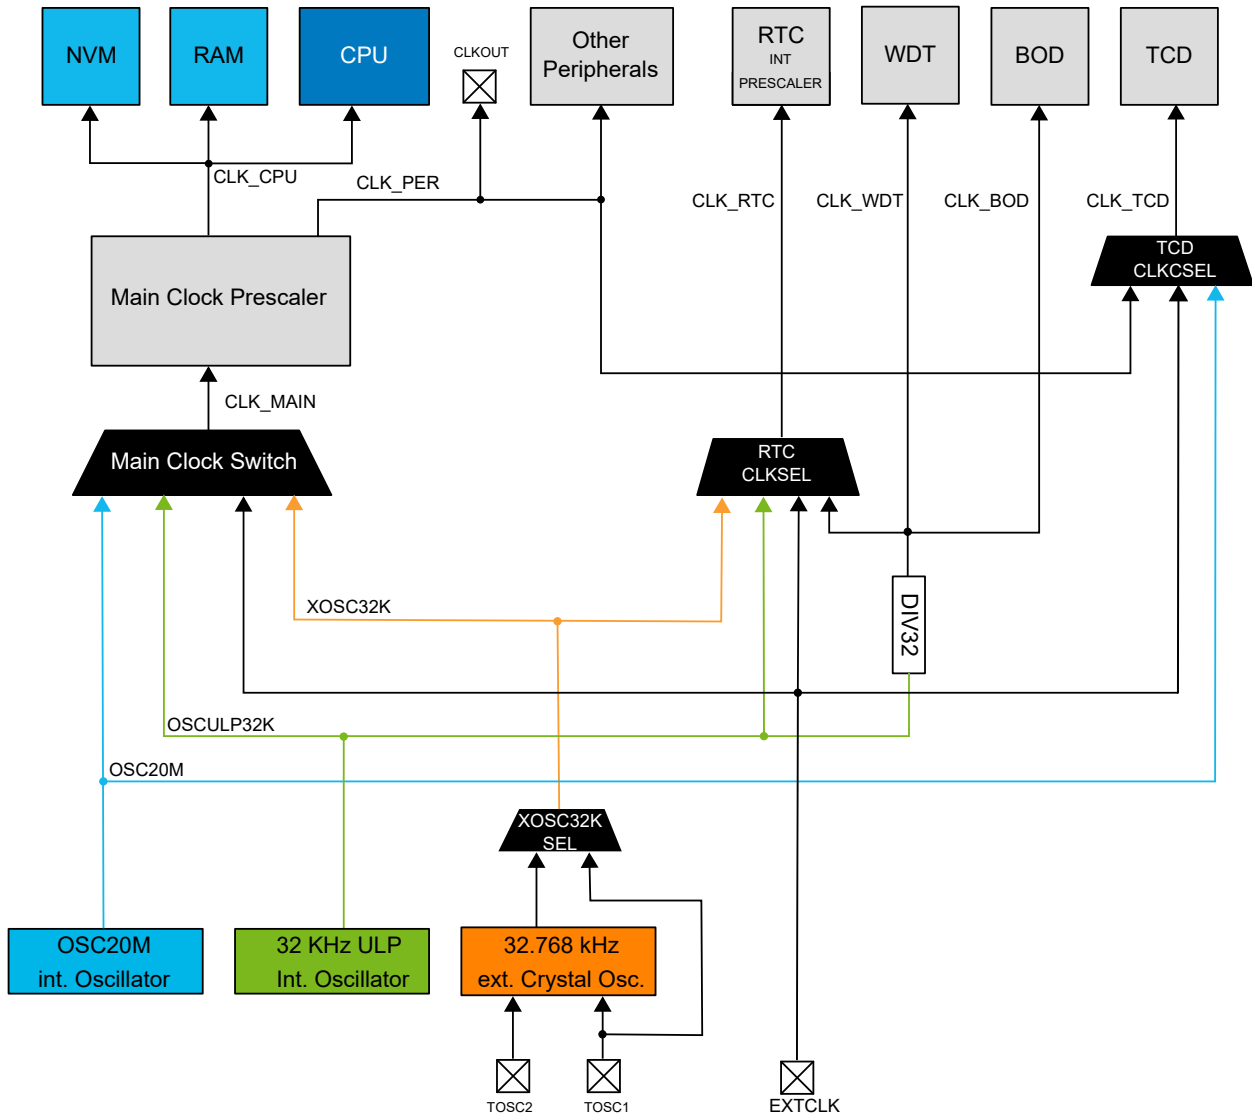 NVM
RAM
CPU
CLKOUT
Other
Peripherals
RTC
INT
PRESCALER
WDT
BOD
TCD
CLK_CPU
CLK_PER
CLK_RTC
CLK_WDT
CLK_BOD
CLK_TCD
TCD
CLKCSEL
Main Clock Prescaler
CLK_MAIN
Main Clock Switch
RTC
CLKSEL
DIV32
XOSC32K
OSCULP32K
OSC20M
XOSC32K
SEL
OSC20M
int. Oscillator
32 KHz ULP
Int. Oscillator
32.768 kHz
ext. Crystal Osc.
TOSC2
TOSC1
EXTCLK